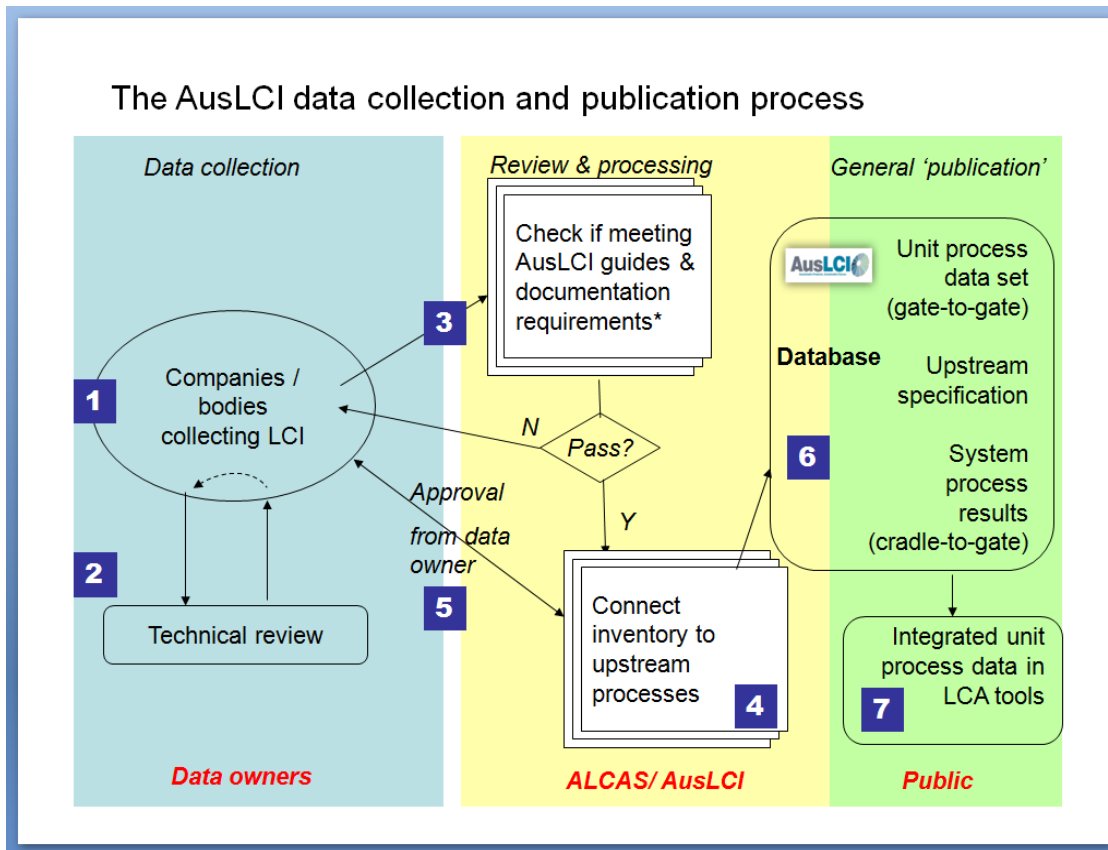 The AusLCI data collection and publication process
Data collection
Review & processing
General ‘publication’
1
Companies /
bodies
collecting LCI
2
Technical review
3
Check if meeting
AusLCI guides &
documentation
requirements*
N
Pass?
Y
Approval
from data
owner
5
Connect
inventory to
upstream
processes
4
AusLCI
Unit process
data set
(gate-to-gate)
Database
Upstream
specification
6
System
process
results
(cradle-to-gate)
Integrated unit
process data in
LCA tools
7
Data owners
ALCAS/ AusLCI
Public